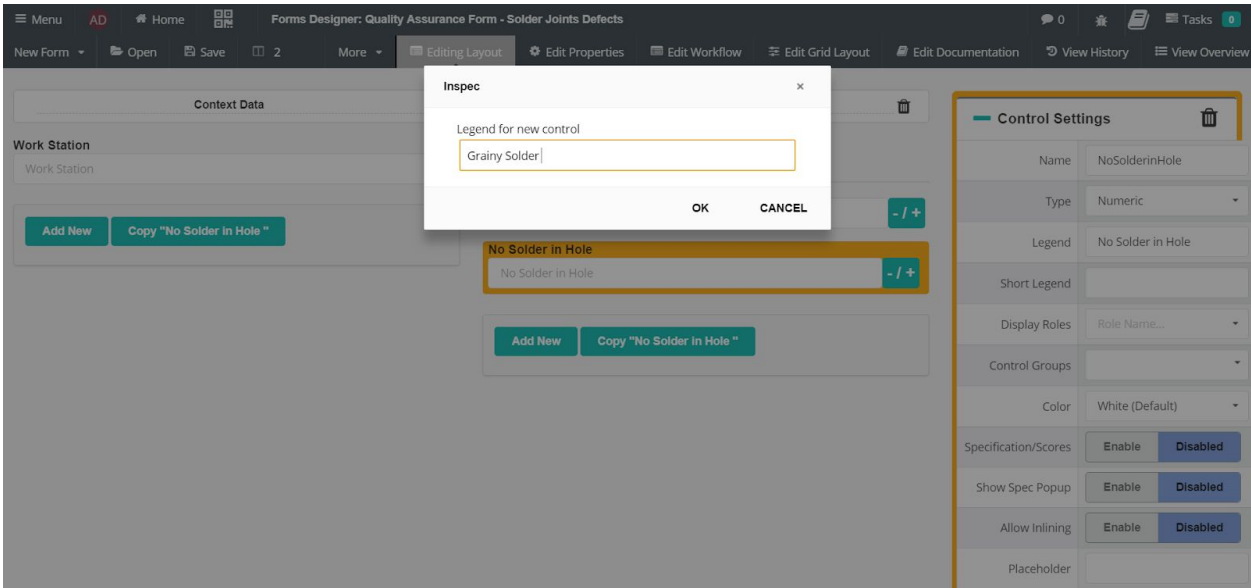 Menu AD Home Forms Designer: Quality Assurance Form - Solder Joints Defects 0 Tasks 0
New Form Open Save 2 More Editing Layout Edit Properties Edit Workflow Edit Grid Layout Edit Documentation View History View Overview
Inspec ×
Legend for new control
Grainy Solder
OK CANCEL
Context Data
Work Station
Work Station
Add New Copy "No Solder in Hole "
- / +
No Solder in Hole
No Solder in Hole - / +
Add New Copy "No Solder in Hole "
Control Settings
Name NoSolderinHole
Type Numeric
Legend No Solder in Hole
Short Legend
Display Roles Role Name...
Control Groups
Color White (Default)
Specification/Scores Enable Disabled
Show Spec Popup Enable Disabled
Allow Inlining Enable Disabled
Placeholder